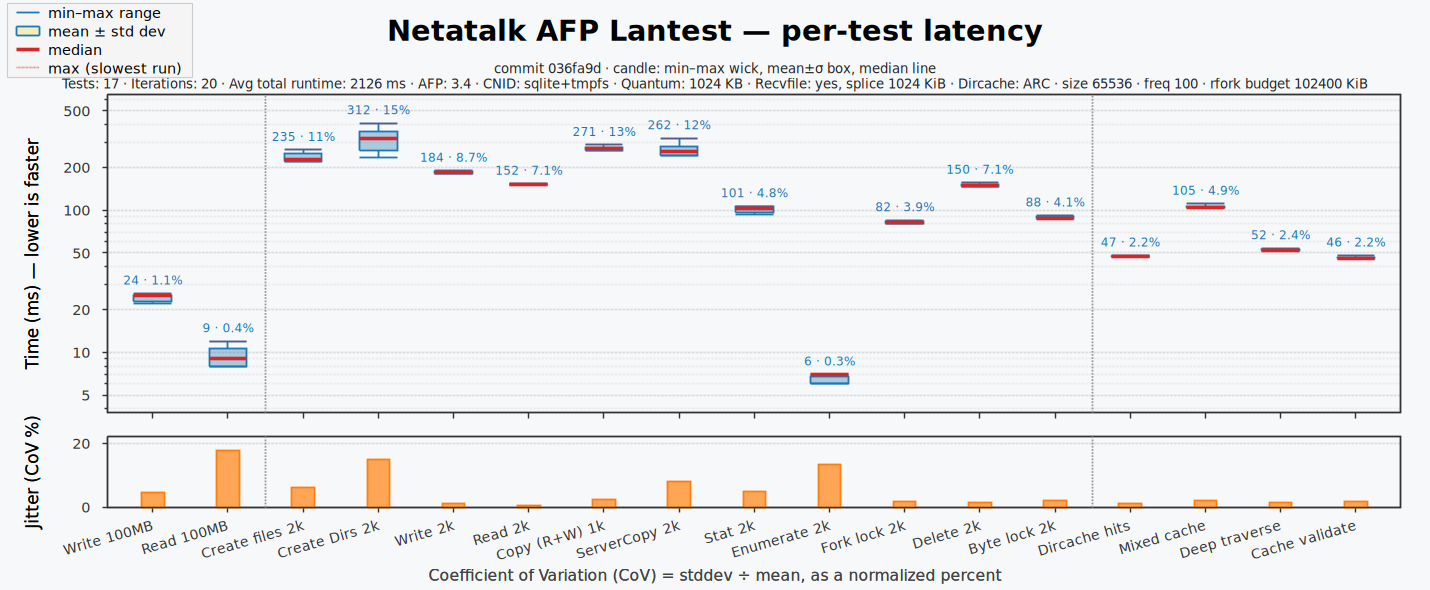 min–max range
mean ± std dev
median
max (slowest run)
Netatalk AFP Lantest — per-test latency
commit 036fa9d · candle: min–max wick, mean±σ box, median line
Tests: 17 · Iterations: 20 · Avg total runtime: 2126 ms · AFP: 3.4 · CNID: sqlite+tmpfs · Quantum: 1024 KB · Recvfile: yes, splice 1024 KiB · Dircache: ARC · size 65536 · freq 100 · rfork budget 102400 KiB
Time (ms) — lower is faster
500
200
100
50
20
10
5
24 · 1.1%
9 · 0.4%
235 · 11%
312 · 15%
184 · 8.7%
152 · 7.1%
271 · 13%
262 · 12%
101 · 4.8%
6 · 0.3%
82 · 3.9%
150 · 7.1%
88 · 4.1%
47 · 2.2%
105 · 4.9%
52 · 2.4%
46 · 2.2%
Jitter (CoV %)
20
0
Write 100MB
Read 100MB
Create files 2k
Create Dirs 2k
Write 2k
Read 2k
Copy (R+W) 1k
ServerCopy 2k
Stat 2k
Enumerate 2k
Fork lock 2k
Delete 2k
Byte lock 2k
Dircache hits
Mixed cache
Deep traverse
Cache validate
Coefficient of Variation (CoV) = stddev ÷ mean, as a normalized percent